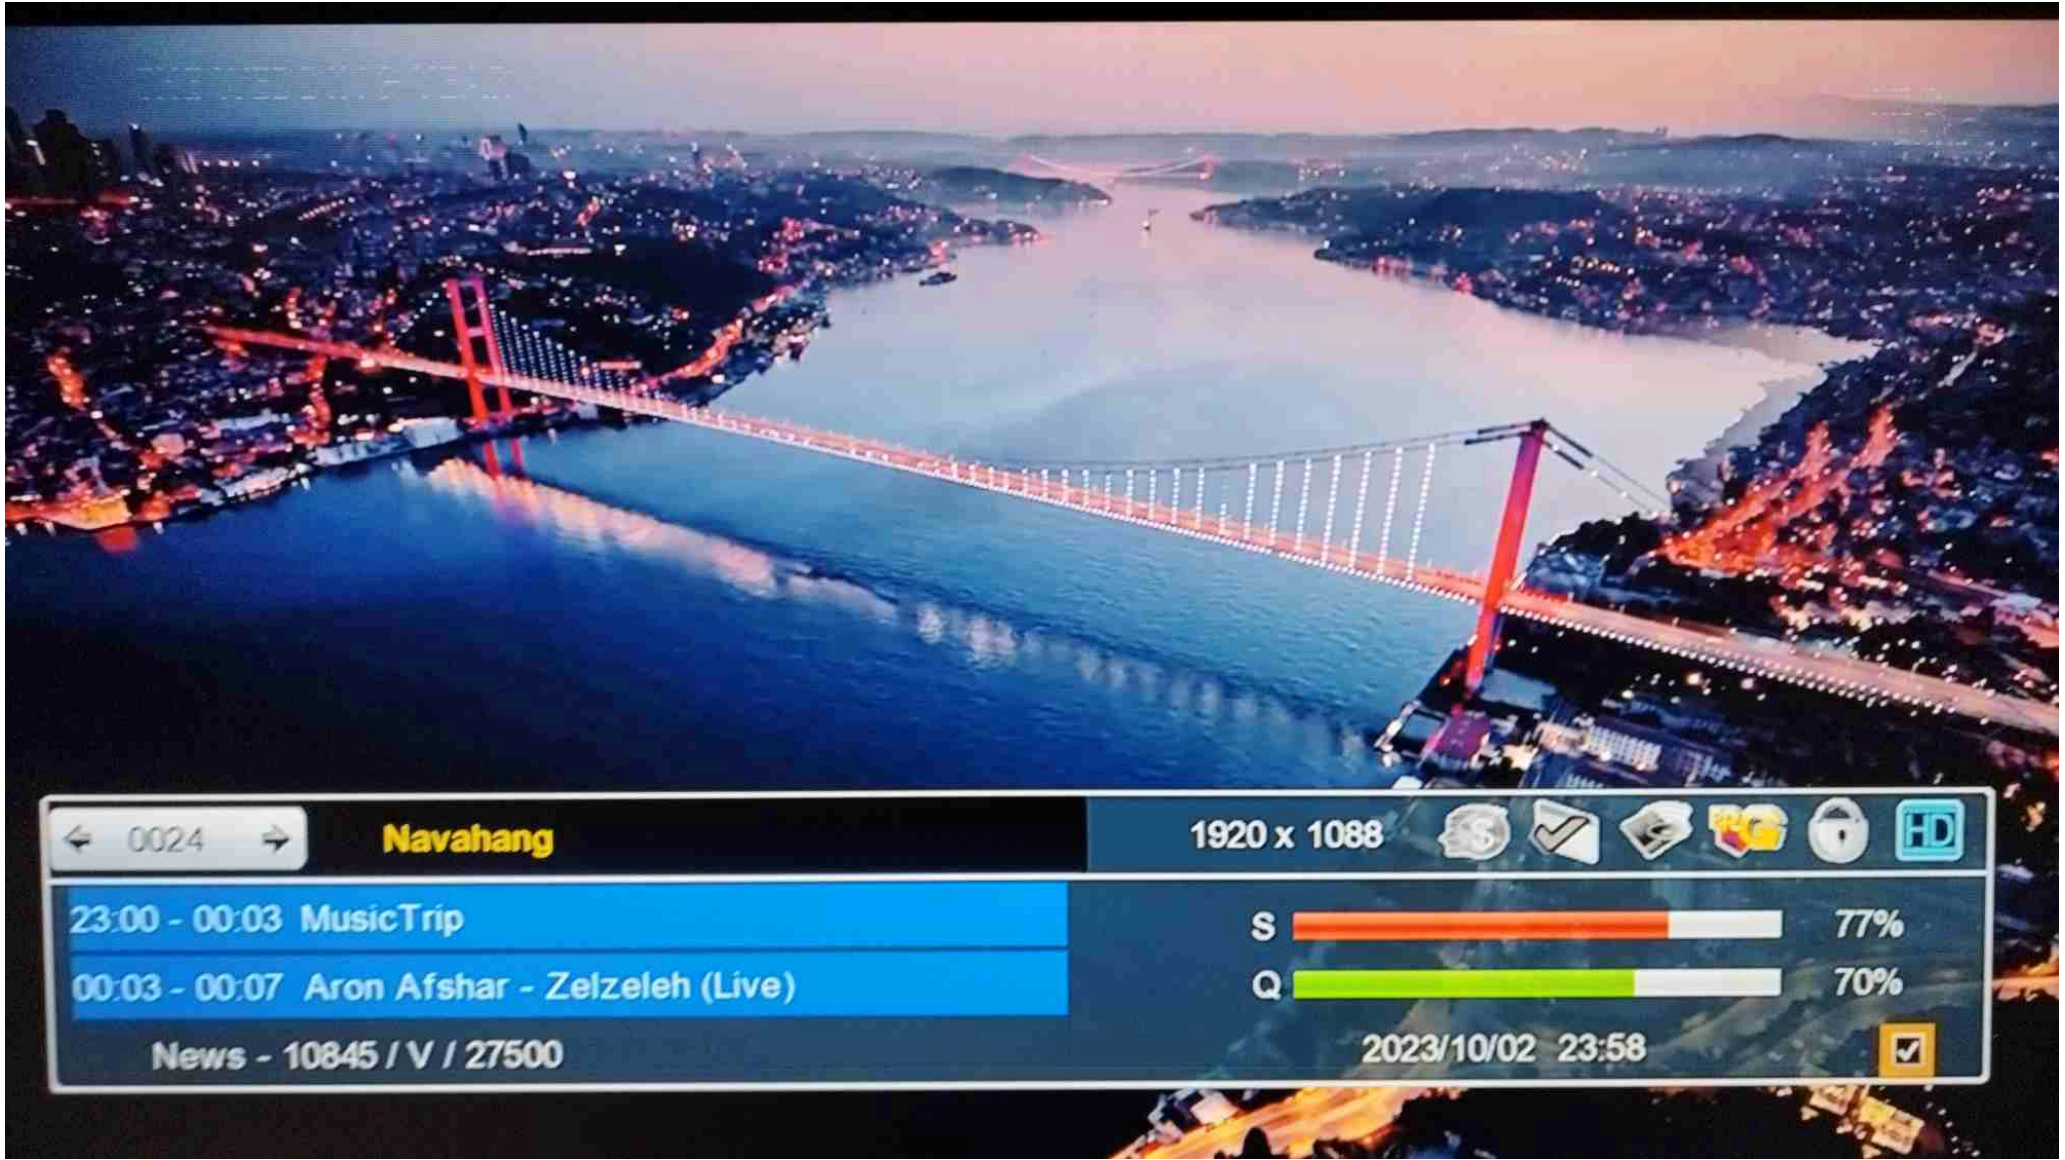 0024
Navahang
1920 x 1088
$
EPG
HD
23:00 - 00:03 MusicTrip
00:03 - 00:07 Aron Afshar - Zelzeleh (Live)
S 77%
Q 70%
News - 10845 / V / 27500
2023/10/02 23:58